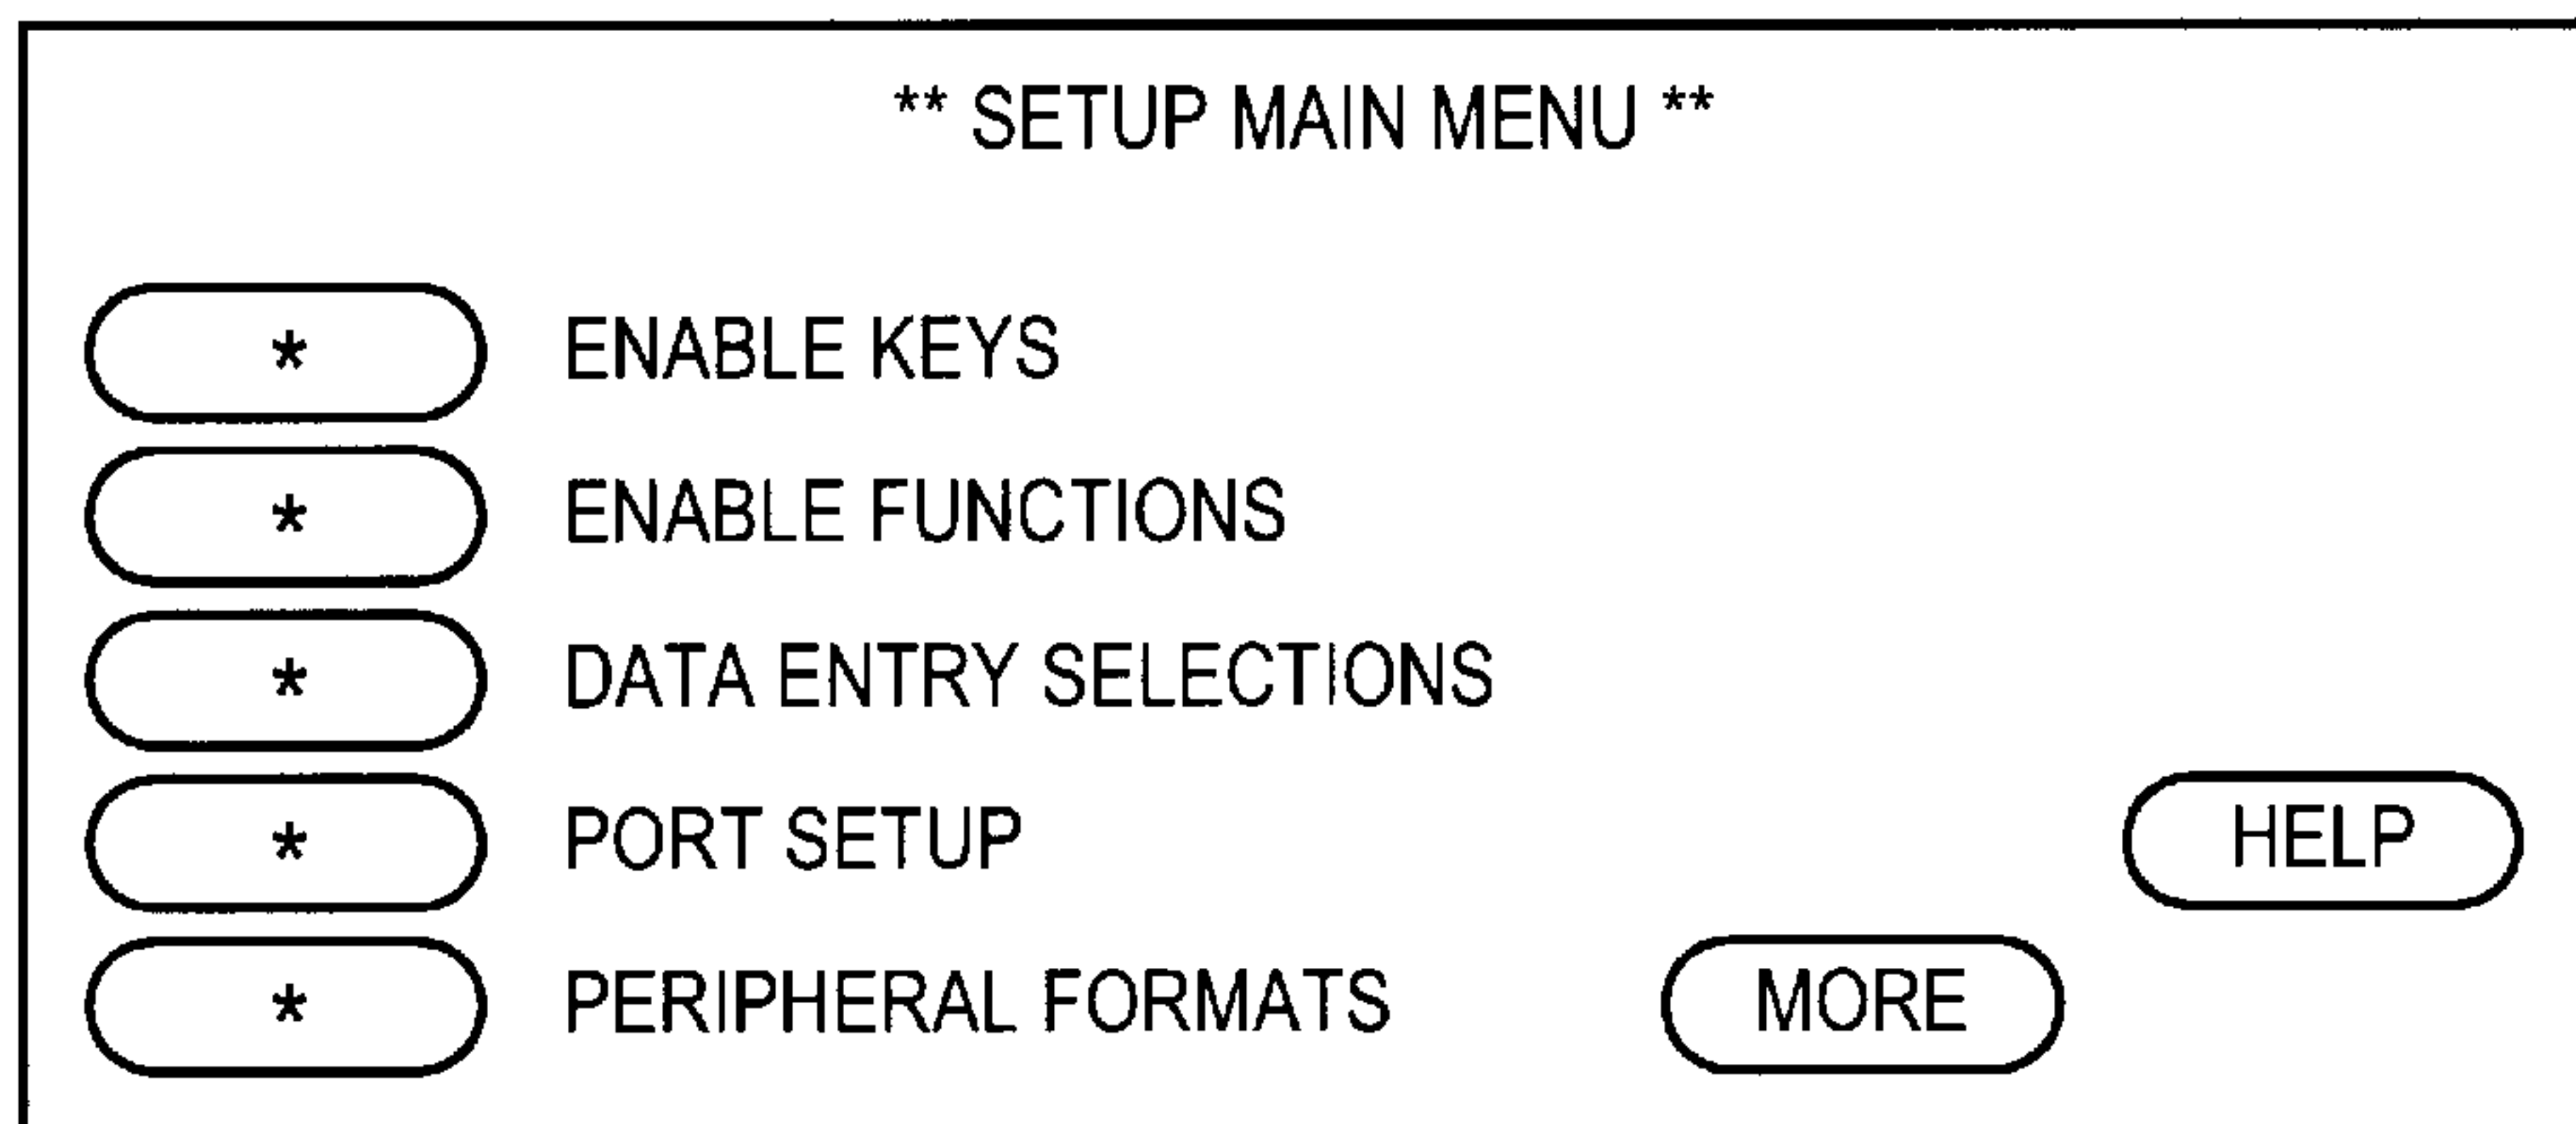 ** SETUP MAIN MENU **
* ENABLE KEYS
* ENABLE FUNCTIONS
* DATA ENTRY SELECTIONS
* PORT SETUP HELP
* PERIPHERAL FORMATS MORE